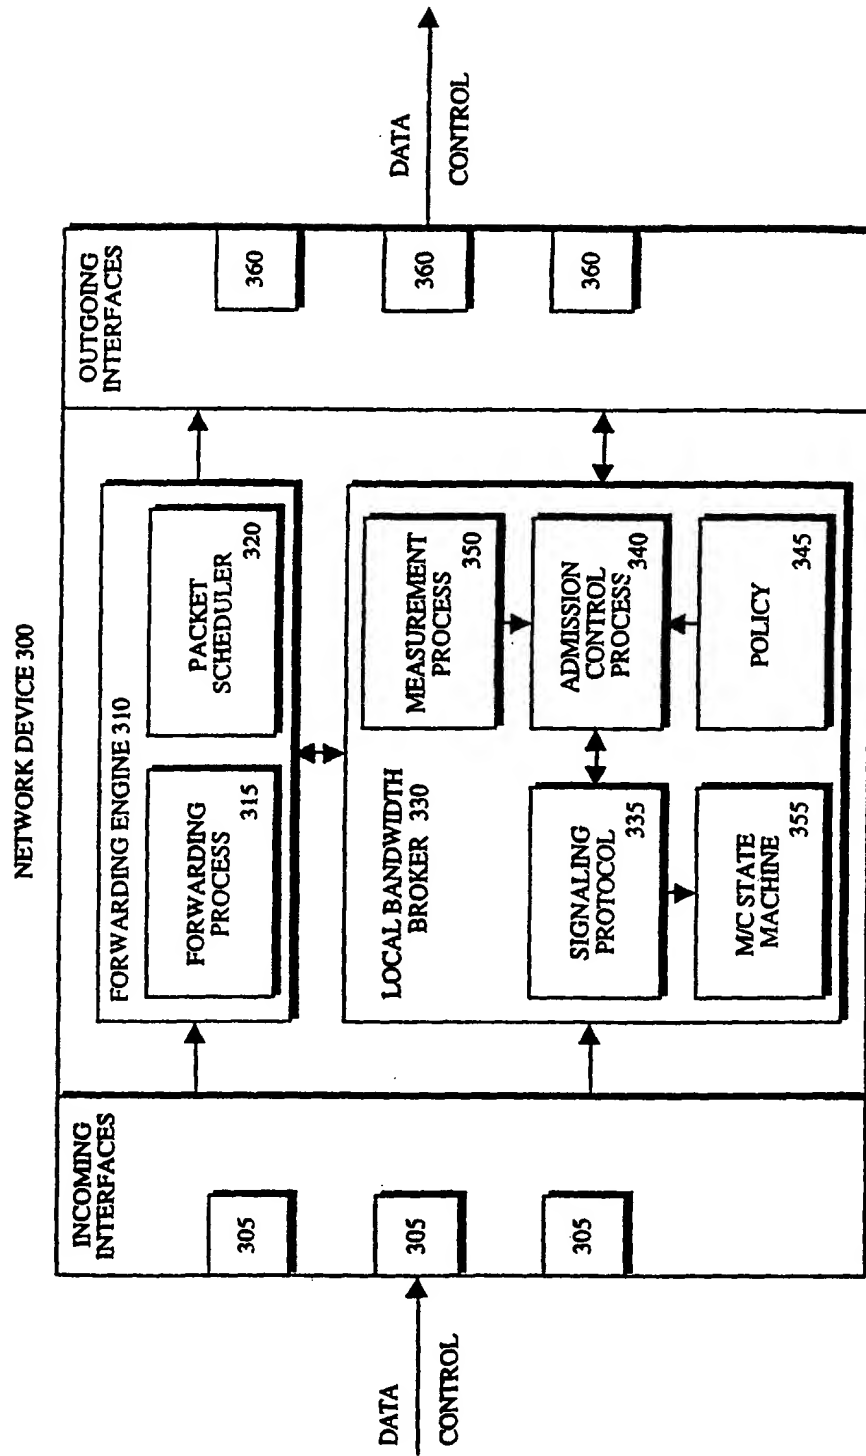 NETWORK DEVICE 300
INCOMING
INTERFACES
305
305
305
DATA
CONTROL
FORWARDING ENGINE 310
FORWARDING
PROCESS
315
PACKET
SCHEDULER
320
LOCAL BANDWIDTH
BROKER 330
SIGNALING
PROTOCOL
335
M/C STATE
MACHINE
355
MEASUREMENT
PROCESS
350
ADMISSION
CONTROL
PROCESS
340
POLICY
345
OUTGOING
INTERFACES
360
360
360
DATA
CONTROL